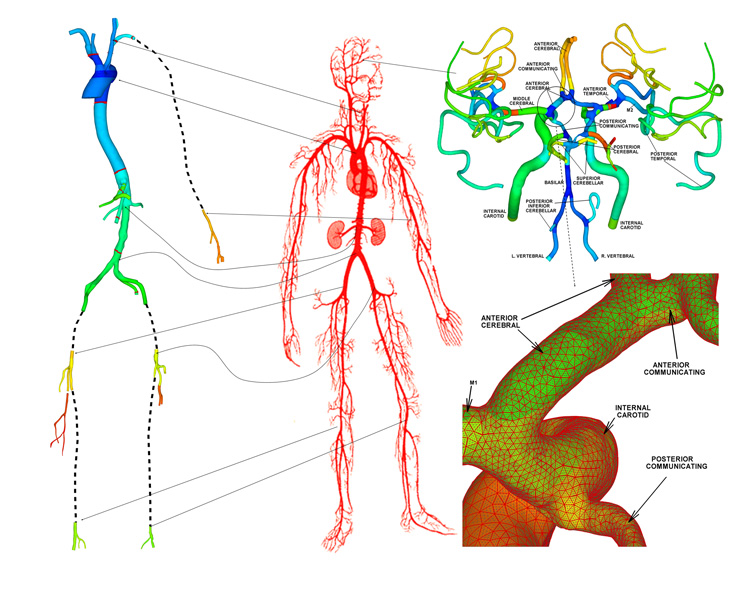 ANTERIOR
CEREBRAL
ANTERIOR
COMMUNICATING
ANTERIOR
CEREBRAL
ANTERIOR
TEMPORAL
MIDDLE
CEREBRAL
M2
POSTERIOR
COMMUNICATING
POSTERIOR
CEREBRAL
POSTERIOR
TEMPORAL
SUPERIOR
CEREBELLAR
BASILAR
POSTERIOR
INFERIOR
CEREBELLAR
INTERNAL
CAROTID
INTERNAL
CAROTID
L. VERTEBRAL
R. VERTEBRAL
ANTERIOR
CEREBRAL
ANTERIOR
COMMUNICATING
M1
INTERNAL
CAROTID
POSTERIOR
COMMUNICATING